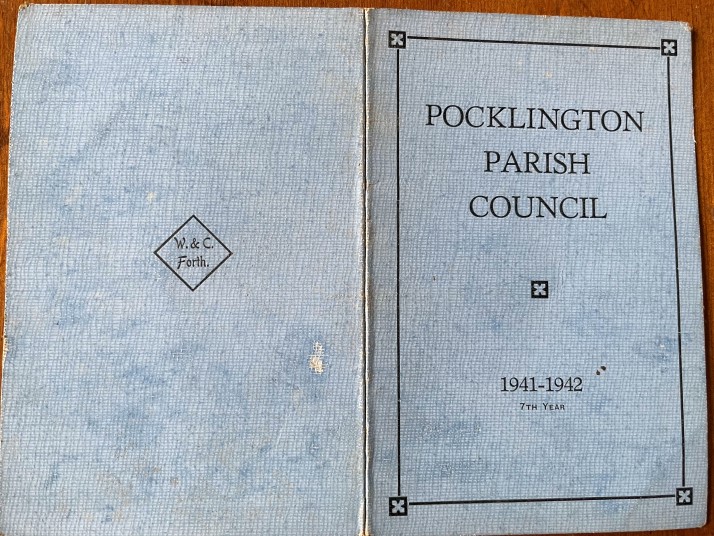 W. & C.
Forth.
POCKLINGTON
PARISH
COUNCIL
1941-1942
7TH YEAR